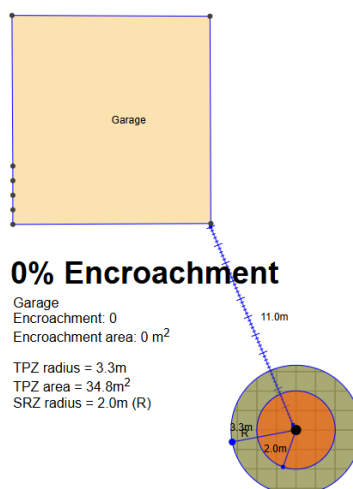 Garage
0% Encroachment
Garage
Encroachment: 0
Encroachment area: 0 m²
11.0m
TPZ radius = 3.3m
TPZ area = 34.8m²
SRZ radius = 2.0m (R)
3.3m
R
2.0m